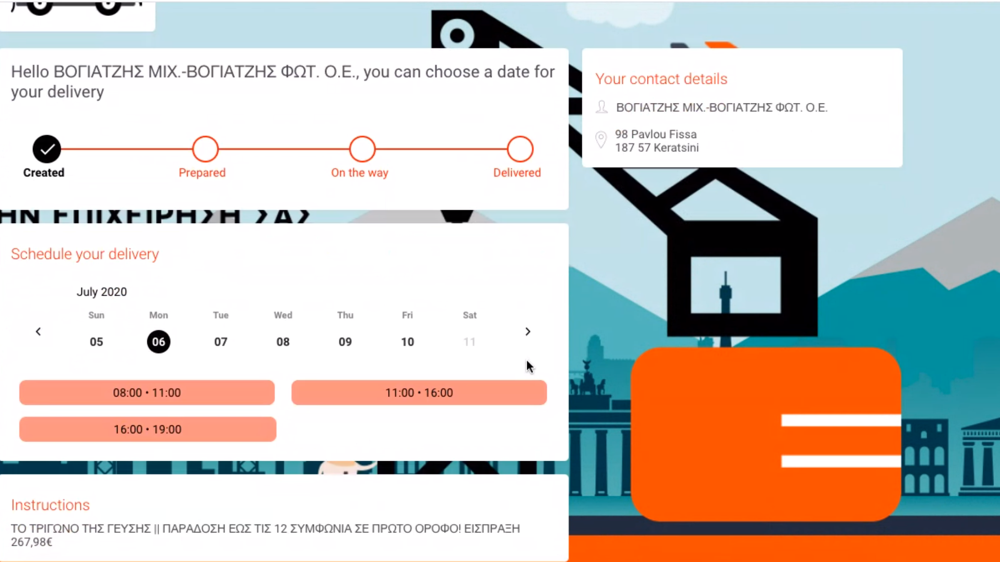 Hello ΒΟΓΙΑΤΖΗΣ ΜΙΧ.-ΒΟΓΙΑΤΖΗΣ ΦΩΤ. Ο.Ε., you can choose a date for
your delivery
Created Prepared On the way Delivered
Your contact details
ΒΟΓΙΑΤΖΗΣ ΜΙΧ.-ΒΟΓΙΑΤΖΗΣ ΦΩΤ. Ο.Ε.
98 Pavlou Fissa
187 57 Keratsini
ΗΝ ΕΠΙΧΕΙΡΗΣΗ ΣΑΣ
Schedule your delivery
July 2020
Sun Mon Tue Wed Thu Fri Sat
05 06 07 08 09 10 11
08:00 • 11:00 11:00 • 16:00
16:00 • 19:00
Instructions
ΤΟ ΤΡΙΓΩΝΟ ΤΗΣ ΓΕΥΣΗΣ || ΠΑΡΑΔΟΣΗ ΕΩΣ ΤΙΣ 12 ΣΥΜΦΩΝΙΑ ΣΕ ΠΡΩΤΟ ΟΡΟΦΟ! ΕΙΣΠΡΑΞΗ
267,98€